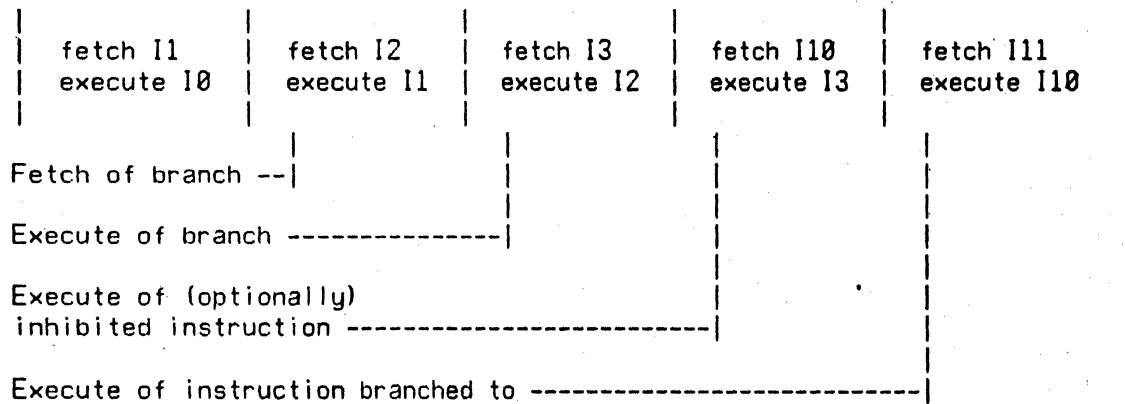 fetch I1 | fetch I2 | fetch I3 | fetch I10 | fetch I11
execute I0 | execute I1 | execute I2 | execute I3 | execute I10
Fetch of branch --|
Execute of branch ---------------|
Execute of (optionally)
inhibited instruction -------------------------|
Execute of instruction branched to ---------------------------|